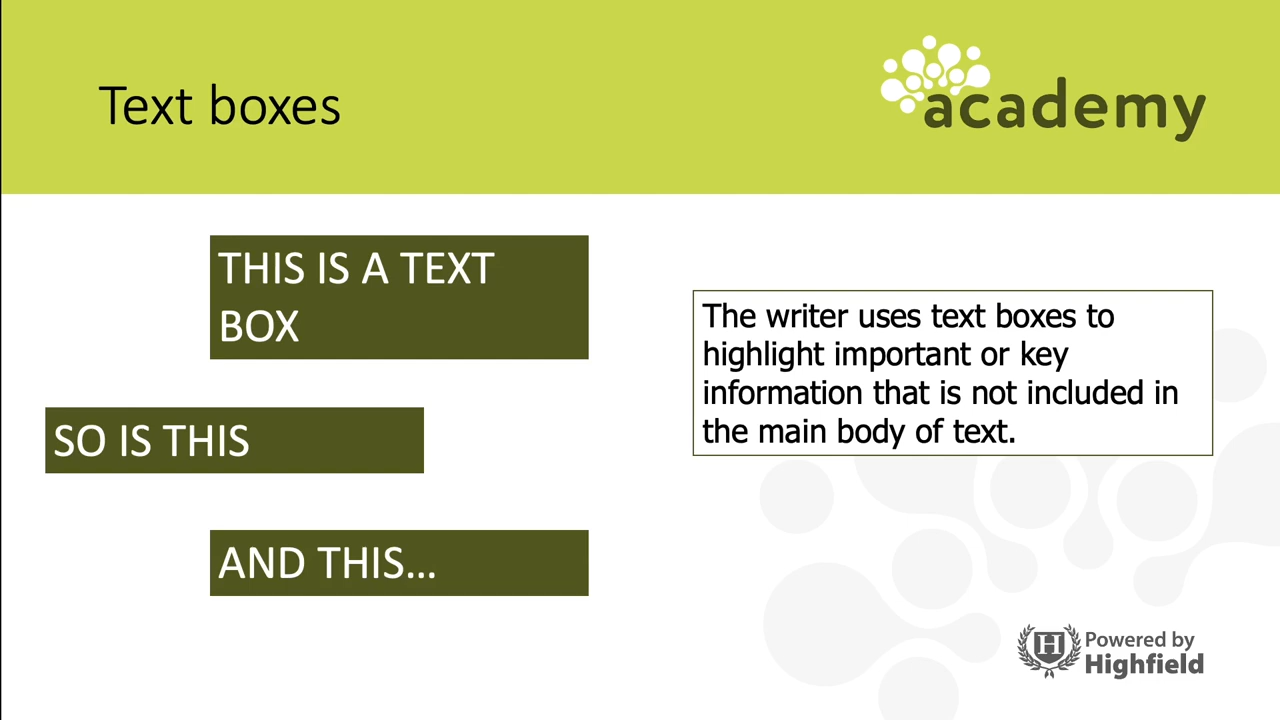 Text boxes
academy
THIS IS A TEXT
BOX
SO IS THIS
AND THIS...
The writer uses text boxes to
highlight important or key
information that is not included in
the main body of text.
H
Powered by
Highfield